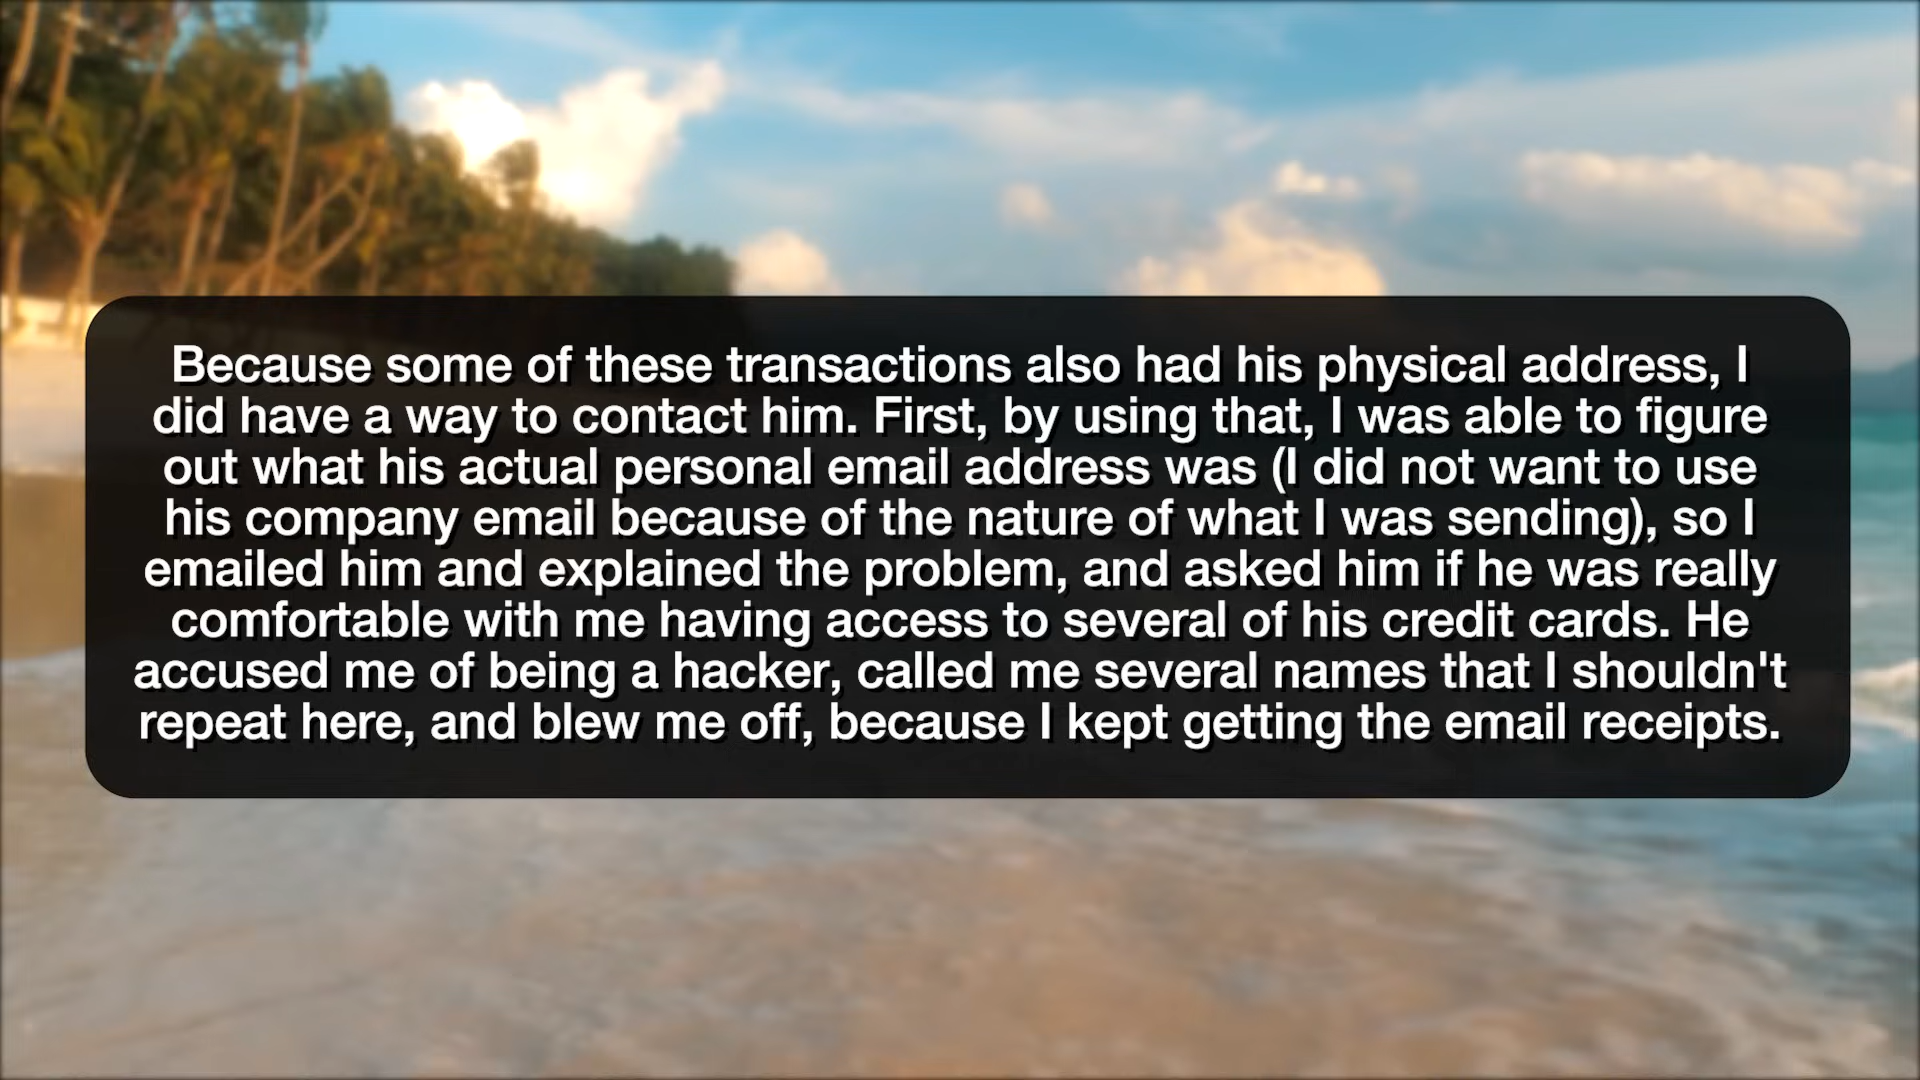 Because some of these transactions also had his physical address, I
did have a way to contact him. First, by using that, I was able to figure
out what his actual personal email address was (I did not want to use
his company email because of the nature of what I was sending), so I
emailed him and explained the problem, and asked him if he was really
comfortable with me having access to several of his credit cards. He
accused me of being a hacker, called me several names that I shouldn't
repeat here, and blew me off, because I kept getting the email receipts.